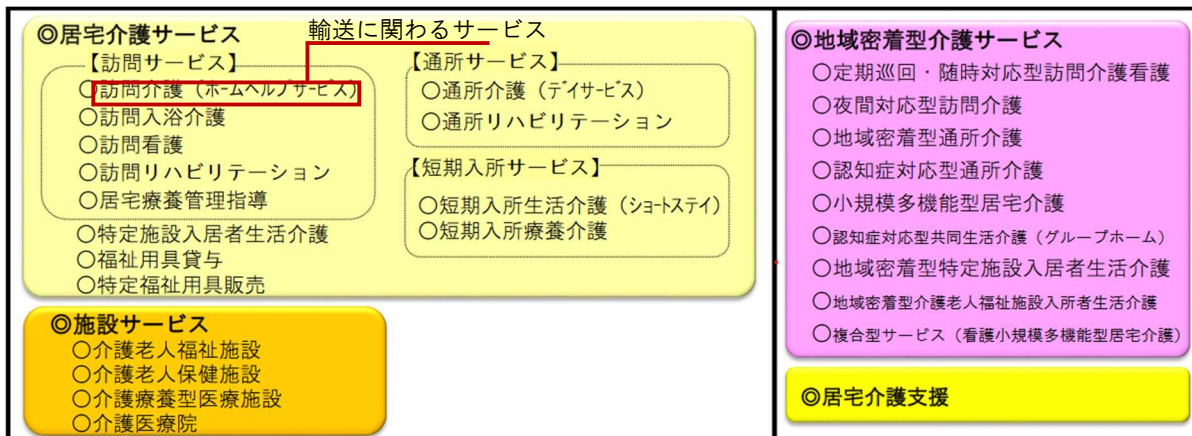 ◎居宅介護サービス
輸送に関わるサービス
【訪問サービス】
○訪問介護（ホームヘルプサービス）
○訪問入浴介護
○訪問看護
○訪問リハビリテーション
○居宅療養管理指導
○特定施設入居者生活介護
○福祉用具貸与
○特定福祉用具販売
【通所サービス】
○通所介護（デイサービス）
○通所リハビリテーション
【短期入所サービス】
○短期入所生活介護（ショートステイ）
○短期入所療養介護
◎施設サービス
○介護老人福祉施設
○介護老人保健施設
○介護療養型医療施設
○介護医療院
◎地域密着型介護サービス
○定期巡回・随時対応型訪問介護看護
○夜間対応型訪問介護
○地域密着型通所介護
○認知症対応型通所介護
○小規模多機能型居宅介護
○認知症対応型共同生活介護（グループホーム）
○地域密着型特定施設入居者生活介護
○地域密着型介護老人福祉施設入所者生活介護
○複合型サービス（看護小規模多機能型居宅介護）
◎居宅介護支援